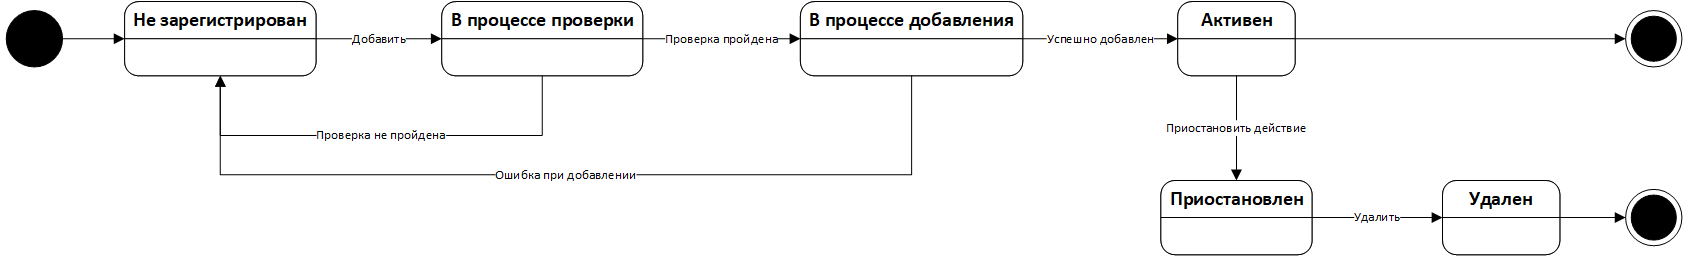 Не зарегистрирован
Добавить
В процессе проверки
Проверка пройдена
В процессе добавления
Успешно добавлен
Активен
Проверка не пройдена
Приостановить действие
Ошибка при добавлении
Приостановлен
Удалить
Удален